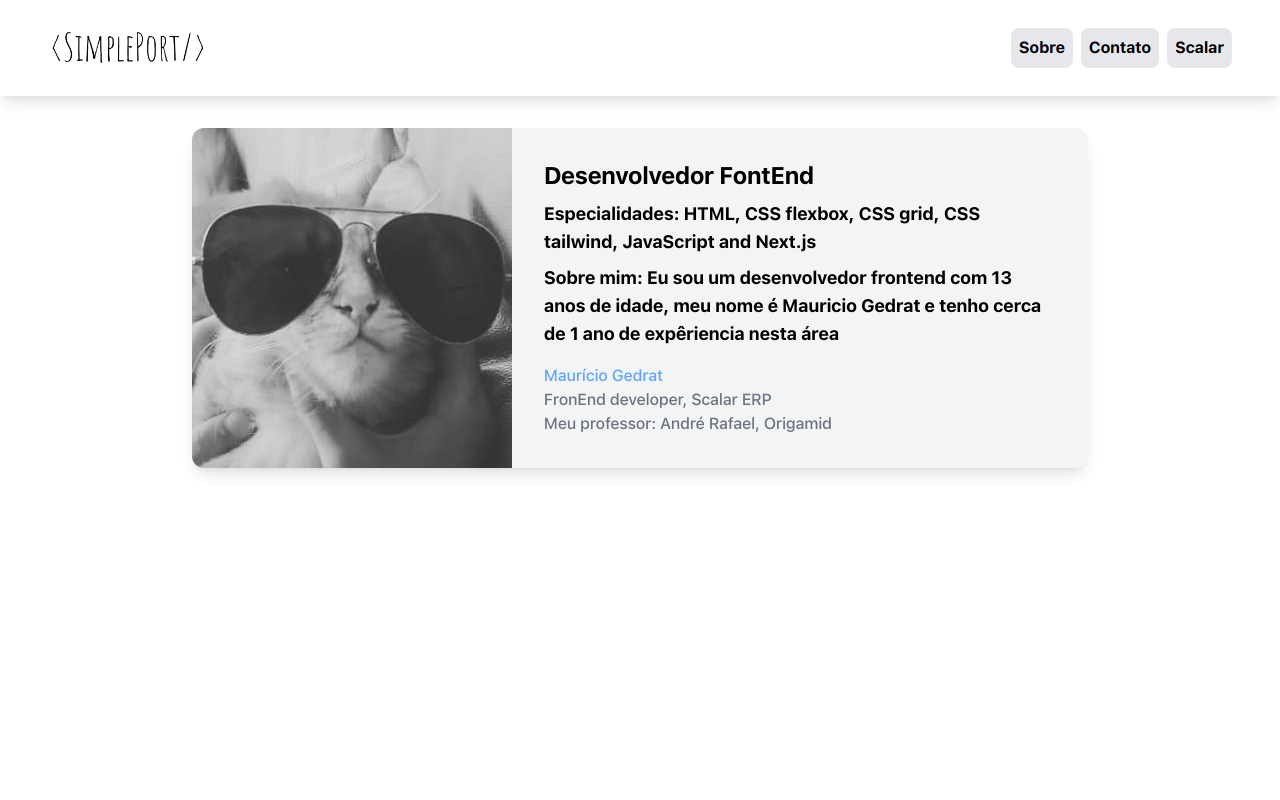 <SimplePort/>
Sobre
Contato
Scalar
Desenvolvedor FontEnd
Especialidades: HTML, CSS flexbox, CSS grid, CSS
tailwind, JavaScript and Next.js
Sobre mim: Eu sou um desenvolvedor frontend com 13
anos de idade, meu nome é Mauricio Gedrat e tenho cerca
de 1 ano de expêriencia nesta área
Maurício Gedrat
FronEnd developer, Scalar ERP
Meu professor: André Rafael, Origamid